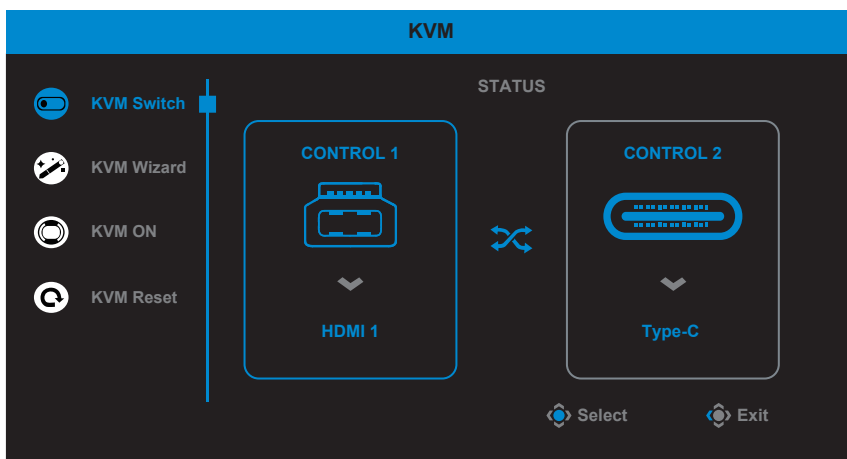 KVM
STATUS
KVM Switch
KVM Wizard
KVM ON
KVM Reset
CONTROL 1
HDMI 1
CONTROL 2
Type-C
Select
Exit